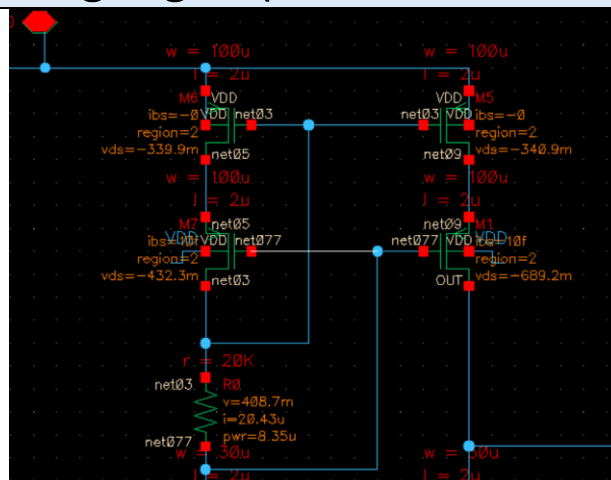 w = 100u
w = 100u
l = 2u
l = 2u
M6
VDD
VDD
M5
ibs=-0
VDD
net03
net03
VDD
ibs=-0
region=2
region=2
vds=-339.9m
net05
net09
vds=-340.9m
w = 100u
w = 100u
l = 2u
l = 2u
M7
net05
net09
M1
ibs=10f
VDD
VDD
net077
net077
VDD
ibs=10f
VDD
region=2
region=2
vds=-432.3m
net03
OUT
vds=-689.2m
r = 20K
net03
R0
v=408.7m
i=20.43u
pwr=8.35u
net077
w = 30u
l = 2u
l = 2u